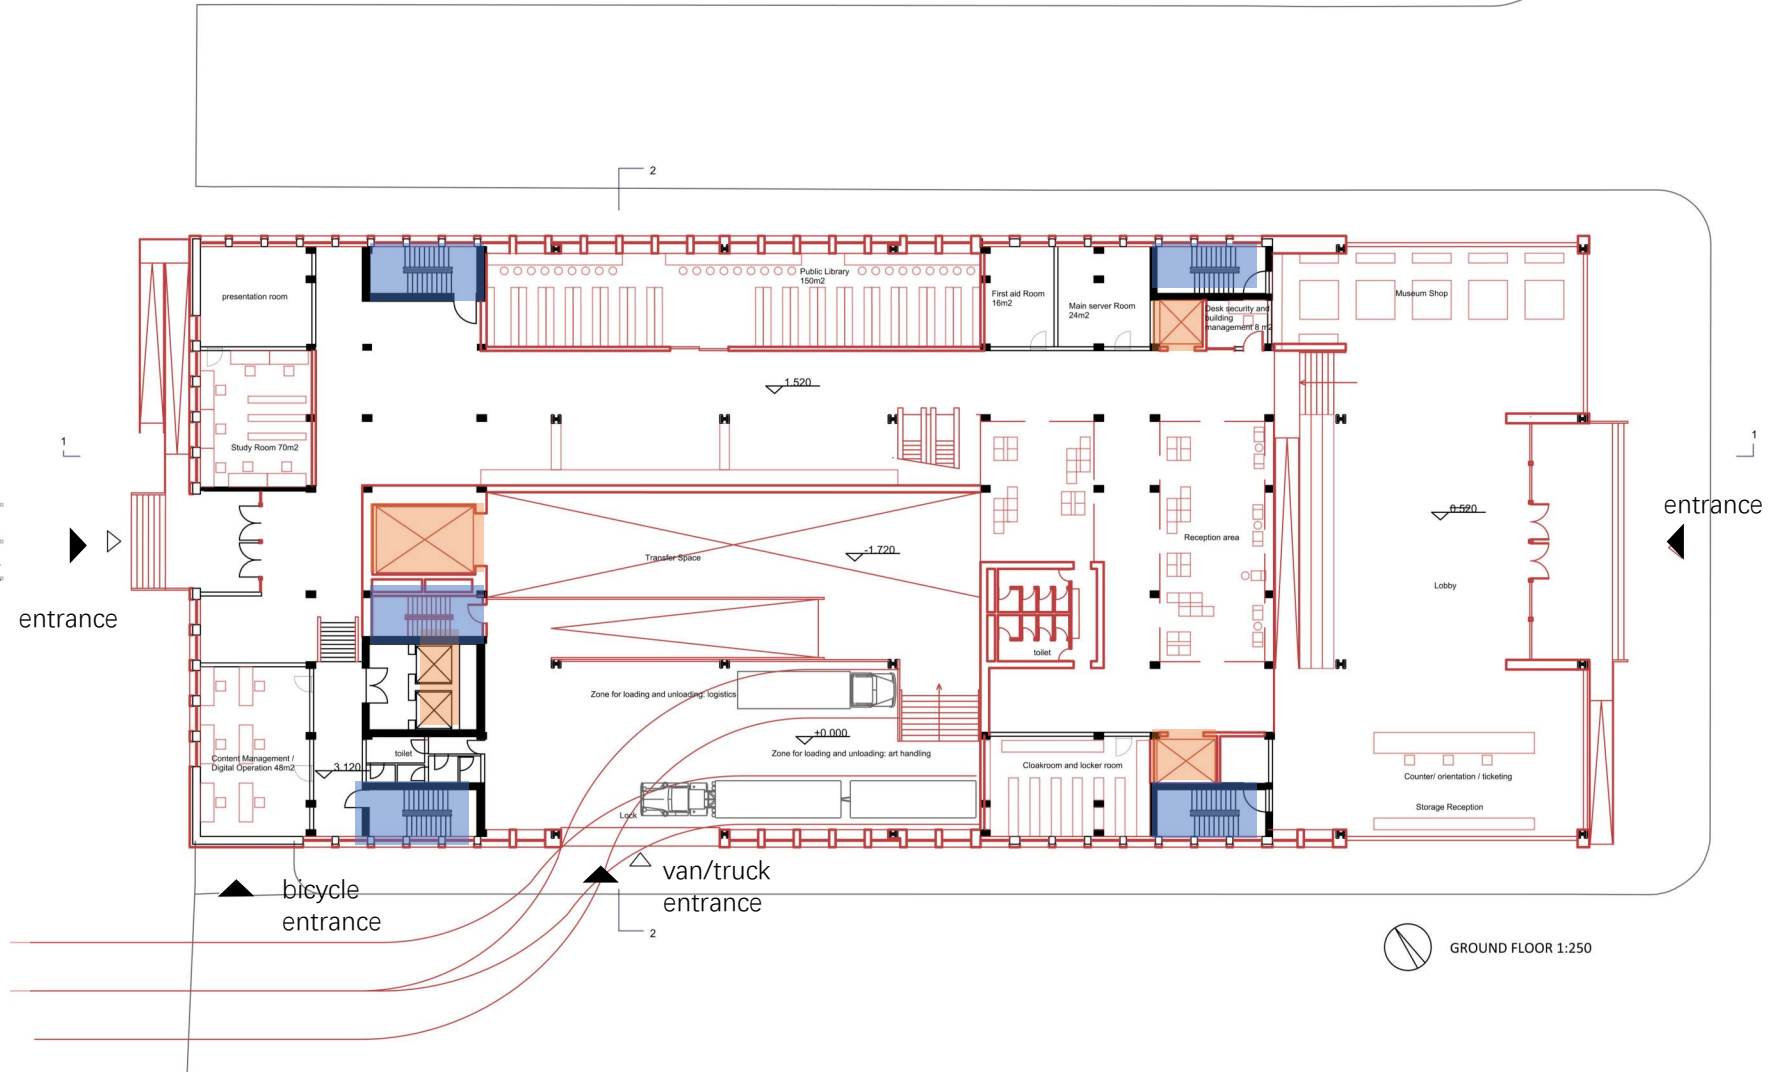 2
presentation room
Public Library
150m2
First aid Room
16m2
Main server Room
24m2
Desk security and
building
management 8 m2
Museum Shop
1.520
1
Study Room 70m2
1
entrance
0.520
entrance
Transfer Space
-1.720
Reception area
Lobby
toilet
Zone for loading and unloading: logistics
±0.000
Zone for loading and unloading: art handling
toilet
Content Management /
Digital Operation 48m2
3.120
Cloakroom and locker room
Counter/ orientation / ticketing
Storage Reception
Lock
van/truck
entrance
bicycle
entrance
2
GROUND FLOOR 1:250